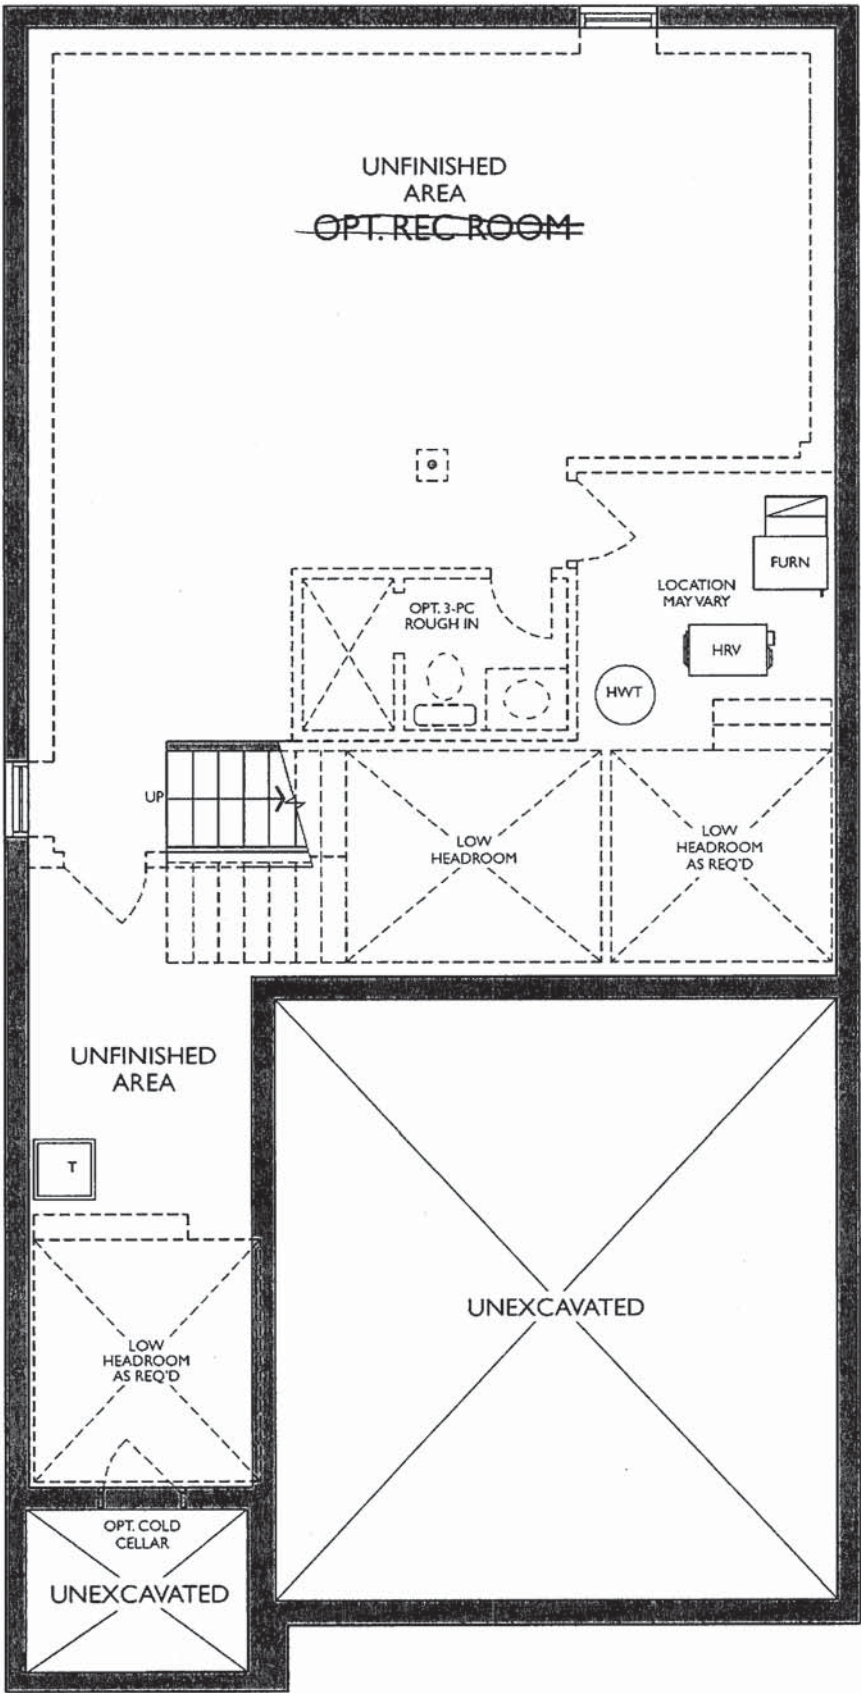 UNFINISHED
AREA
OPT. REC ROOM
FURN
LOCATION
MAY VARY
OPT. 3-PC
ROUGH IN
HRV
HWT
UP
LOW
HEADROOM
LOW
HEADROOM
AS REQ'D
UNFINISHED
AREA
T
UNEXCAVATED
LOW
HEADROOM
AS REQ'D
OPT. COLD
CELLAR
UNEXCAVATED